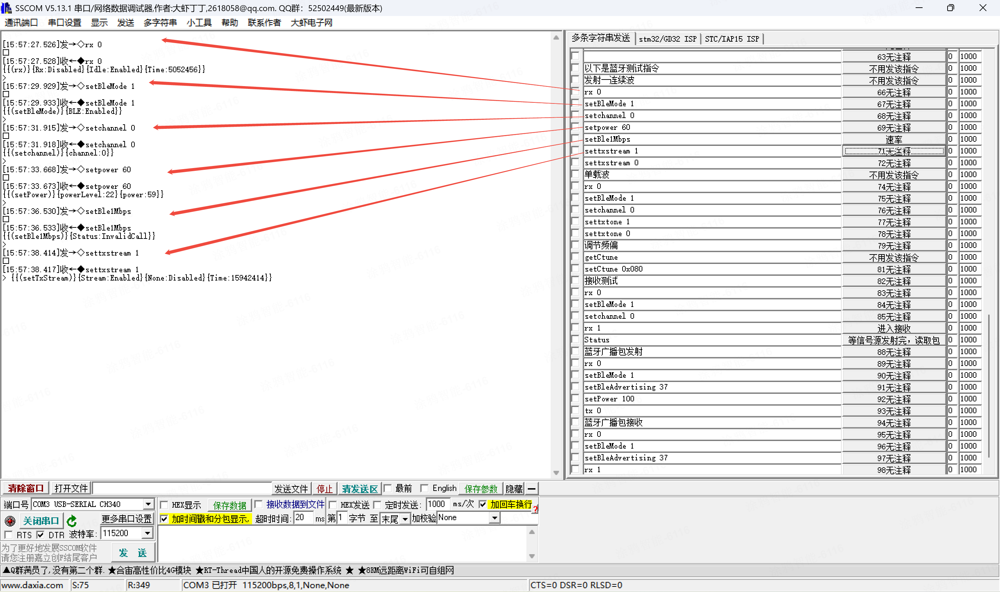 SSCOM V5.13.1 串口/网络数据调试器,作者:大虾丁丁,2618058@qq.com. QQ群：52502449(最新版本)
通讯端口 串口设置 显示 发送 多字符串 小工具 帮助 联系作者 大虾电子网
[15:57:27.526]发→◇rx 0
□
[15:57:27.528]收←◆rx 0
{{(rx)}{Rx:Disabled}{Idle:Enabled}{Time:5052456}}
>
[15:57:29.929]发→◇setBleMode 1
□
[15:57:29.933]收←◆setBleMode 1
{{(setBleMode)}{BLE:Enabled}}
>
[15:57:31.915]发→◇setchannel 0
□
[15:57:31.918]收←◆setchannel 0
{{(setchannel)}{channel:0}}
>
[15:57:33.668]发→◇setpower 60
□
[15:57:33.673]收←◆setpower 60
{{(setPower)}{powerLevel:22}{power:59}}
>
[15:57:36.530]发→◇setBle1Mbps
□
[15:57:36.533]收←◆setBle1Mbps
{{(setBle1Mbps)}{Status:InvalidCall}}
>
[15:57:38.414]发→◇settxstream 1
□
[15:57:38.417]收←◆settxstream 1
> {{(setTxStream)}{Stream:Enabled}{None:Disabled}{Time:15942414}}
多条字符串发送 stm32/GD32 ISP STC/IAP15 ISP
63无注释 0 1000
以下是蓝牙测试指令 不用发该指令 0 1000
发射一连续波 不用发该指令 0 1000
rx 0 66无注释 0 1000
setBleMode 1 67无注释 0 1000
setchannel 0 68无注释 0 1000
setpower 60 69无注释 0 1000
setBle1Mbps 速率 0 1000
settxstream 1 71无注释 0 1000
settxstream 0 72无注释 0 1000
单载波 不用发该指令 0 1000
rx 0 74无注释 0 1000
setBleMode 1 75无注释 0 1000
setchannel 0 76无注释 0 1000
settxtone 1 77无注释 0 1000
settxtone 0 78无注释 0 1000
调节频偏 79无注释 0 1000
getCtune 不用发该指令 0 1000
setCtune 0x080 81无注释 0 1000
接收测试 82无注释 0 1000
rx 0 83无注释 0 1000
setBleMode 1 84无注释 0 1000
setchannel 0 85无注释 0 1000
rx 1 进入接收 0 1000
Status 等信号源发射完，读取包 0 1000
蓝牙广播包发射 88无注释 0 1000
rx 0 89无注释 0 1000
setBleMode 1 90无注释 0 1000
setBleAdvertising 37 91无注释 0 1000
setPower 100 92无注释 0 1000
tx 0 93无注释 0 1000
蓝牙广播包接收 94无注释 0 1000
rx 0 95无注释 0 1000
setBleMode 1 96无注释 0 1000
setBleAdvertising 37 97无注释 0 1000
rx 1 98无注释 0 1000
清除窗口 打开文件 发送文件 停止 清发送区 最前 English 保存参数 隐藏 —
端口号 COM3 USB-SERIAL CH340 HEX显示 保存数据 接收数据到文件 HEX发送 定时发送: 1000 ms/次 加回车换行 ?
关闭串口 更多串口设置 加时间戳和分包显示, 超时时间: 20 ms 第1 字节 至 末尾 加校验 None
RTS DTR 波特率: 115200
为了更好地发展SSCOM软件
请您注册嘉立创F结尾客户
发 送
▲Q群满员了,没有第二个群. ★合宙高性价比4G模块 ★RT-Thread中国人的开源免费操作系统 ★ ★8KM远距离WiFi可自组网
www.daxia.com S:75 R:349 COM3 已打开 115200bps,8,1,None,None CTS=0 DSR=0 RLSD=0